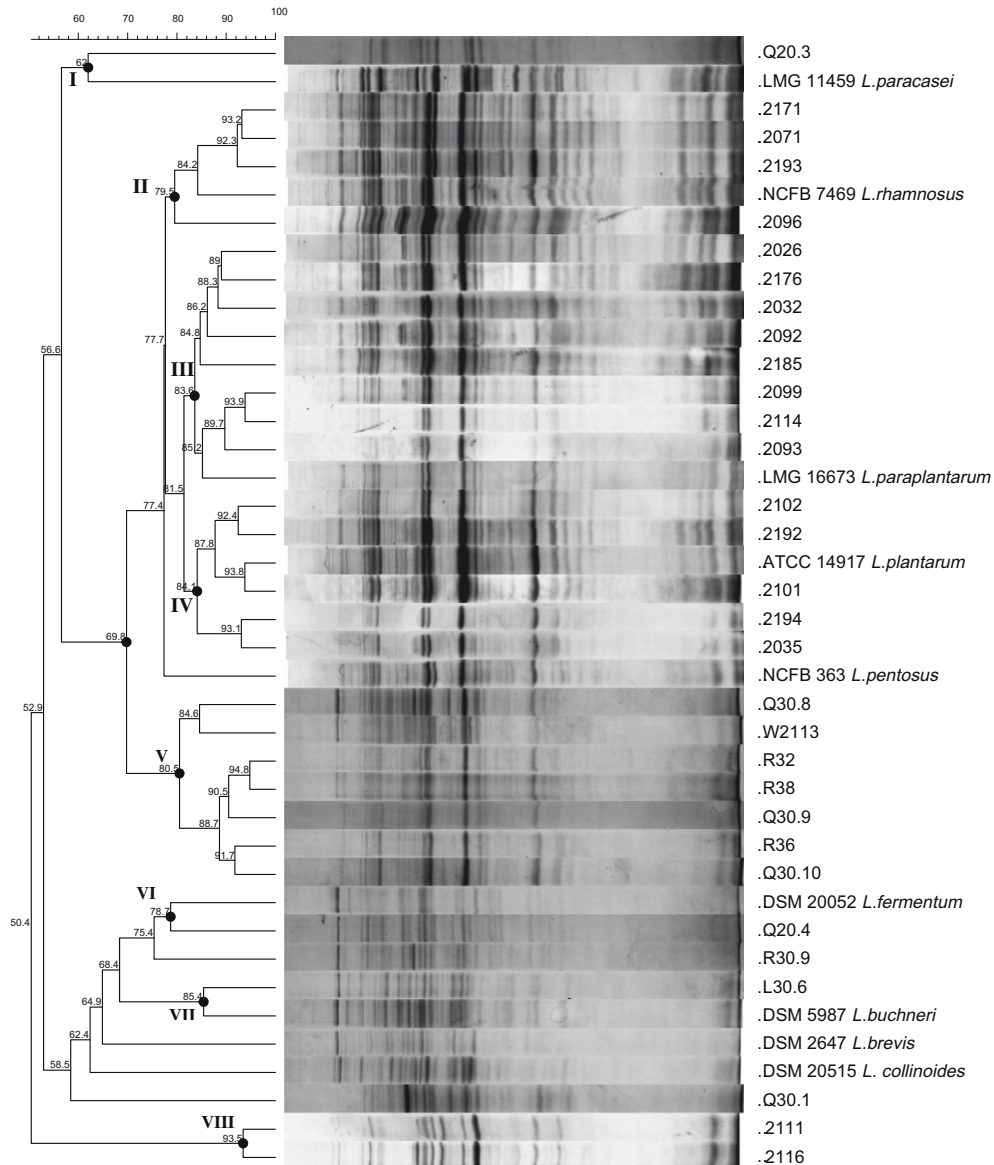 60 70 80 90 100
.Q20.3
62
I
.LMG 11459 L.paracasei
.2171
93.2
.2071
92.3
.2193
84.2
II
79.5
.NCFB 7469 L.rhamnosus
.2096
.2026
89
.2176
88.3
.2032
86.2
.2092
84.8
77.7
56.6
.2185
III
83.6
.2099
93.9
.2114
89.7
.2093
85.2
.LMG 16673 L.paraplantarum
81.5
77.4
.2102
92.4
.2192
87.8
.ATCC 14917 L.plantarum
93.8
84.1
.2101
IV
.2194
93.1
69.8
.2035
.NCFB 363 L.pentosus
52.9
.Q30.8
84.6
.W2113
V
80.5
.R32
94.8
.R38
90.5
.Q30.9
88.7
.R36
91.7
.Q30.10
VI
78.7
.DSM 20052 L.fermentum
50.4
.Q20.4
75.4
.R30.9
68.4
.L30.6
85.4
VII
64.9
.DSM 5987 L.buchneri
62.4
.DSM 2647 L.brevis
58.5
.DSM 20515 L. collinoides
.Q30.1
VIII
.2111
93.5
.2116